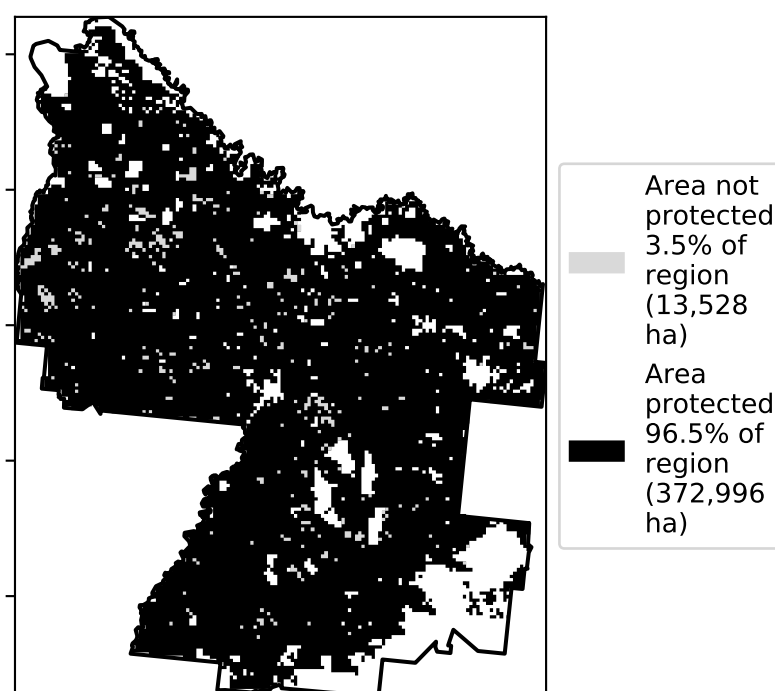 Area not
protected
3.5% of
region
(13,528
ha)
Area
protected
96.5% of
region
(372,996
ha)